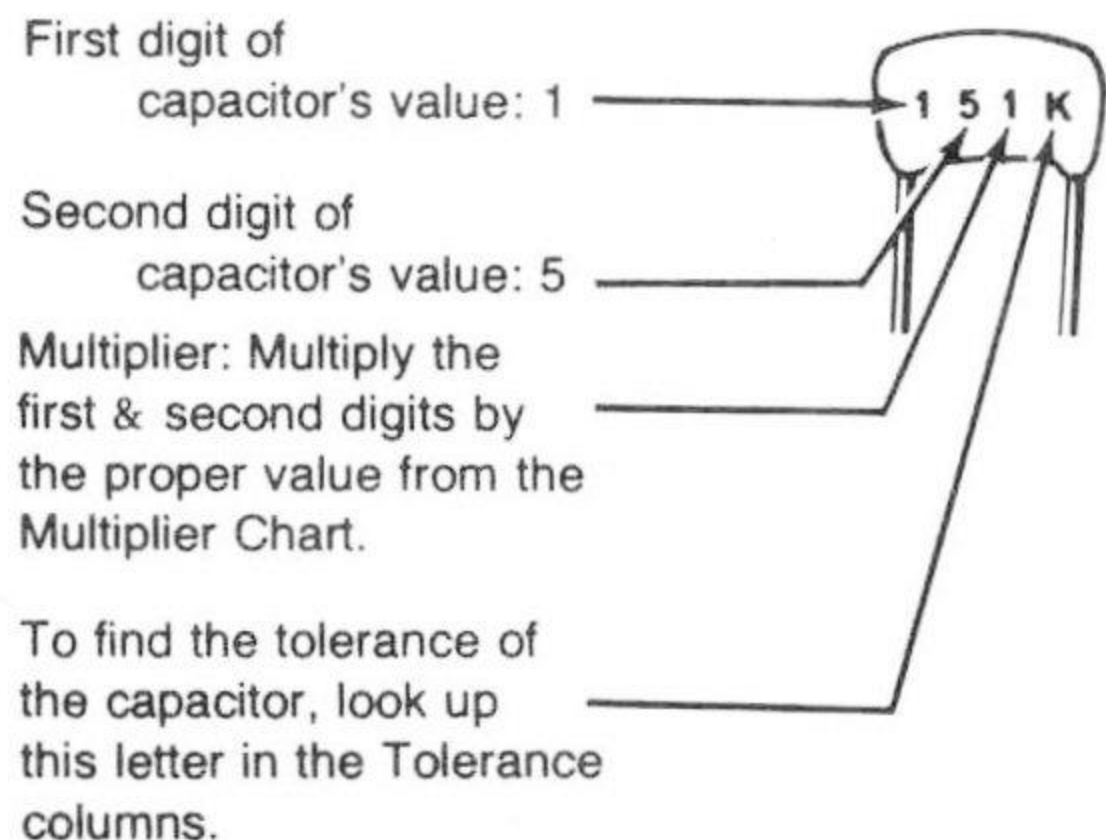 First digit of
capacitor's value: 1
1 5 1 K
Second digit of
capacitor's value: 5
Multiplier: Multiply the
first & second digits by
the proper value from the
Multiplier Chart.
To find the tolerance of
the capacitor, look up
this letter in the Tolerance
columns.